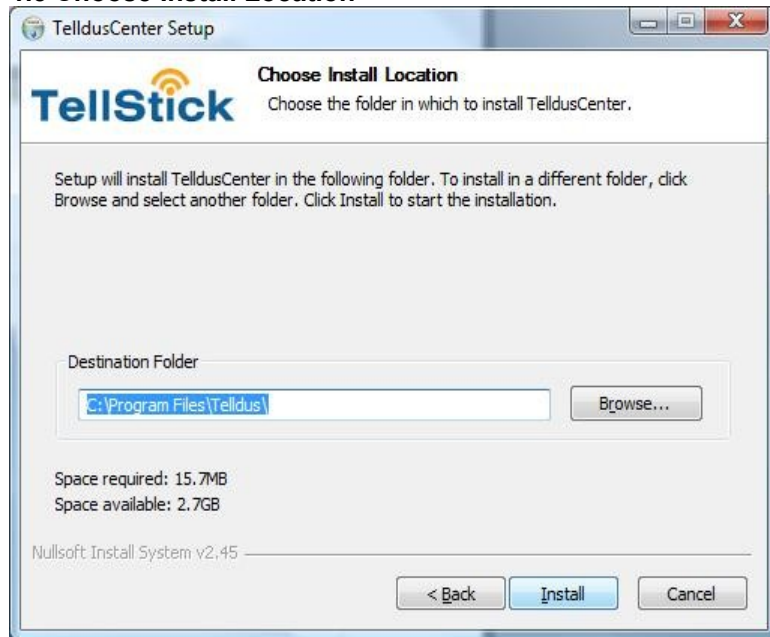 Choose Install Location
TelldusCenter Setup
TellStick
Choose Install Location
Choose the folder in which to install TelldusCenter.
Setup will install TelldusCenter in the following folder. To install in a different folder, click
Browse and select another folder. Click Install to start the installation.
Destination Folder
C:\Program Files\Telldus\
Browse...
Space required: 15.7MB
Space available: 2.7GB
Nullsoft Install System v2.45
< Back
Install
Cancel